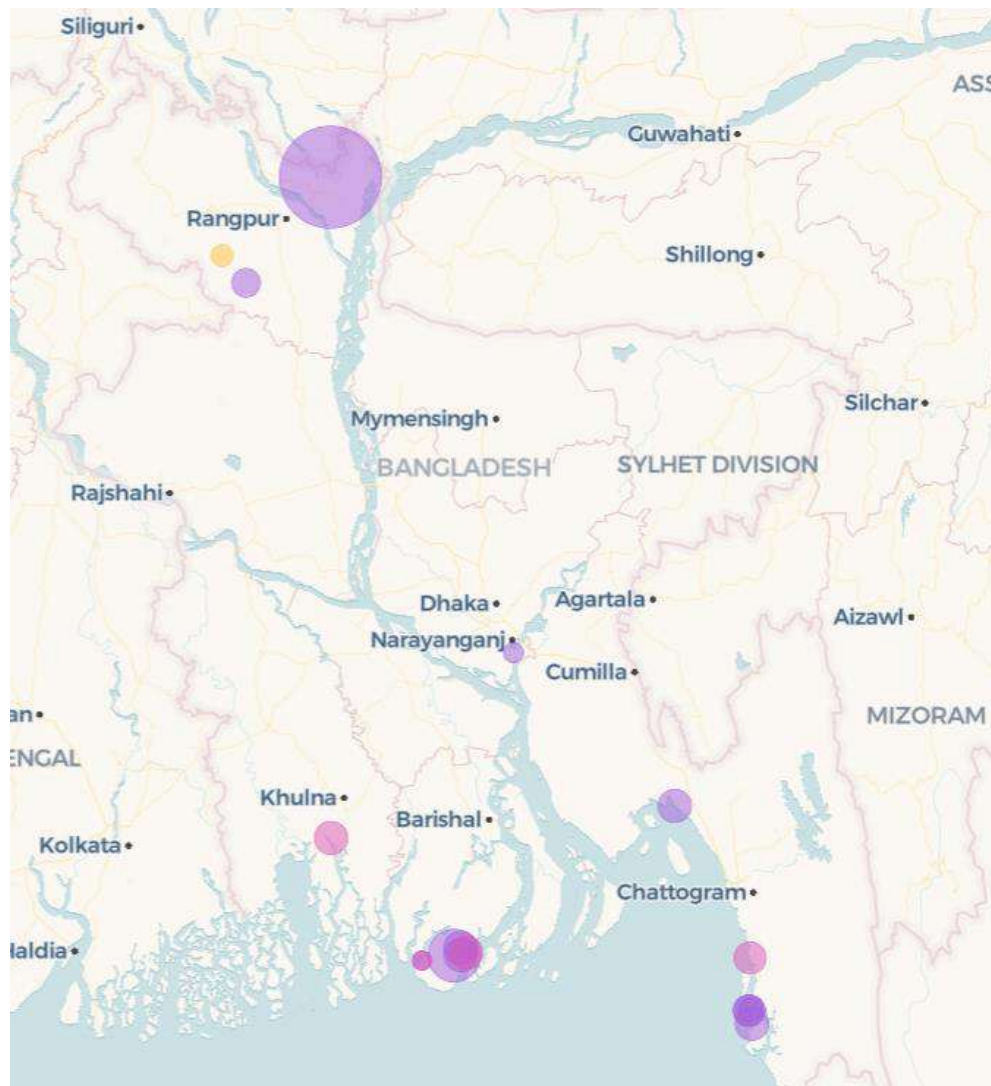 Siliguri
ASS
Guwahati
Rangpur
Shillong
Silchar
Mymensingh
BANGLADESH
SYLHET DIVISION
Rajshahi
Dhaka
Agartala
Aizawl
Narayanganj
Cumilla
an
MIZORAM
ENGAL
Khulna
Barishal
Kolkata
Chattogram
Haldia